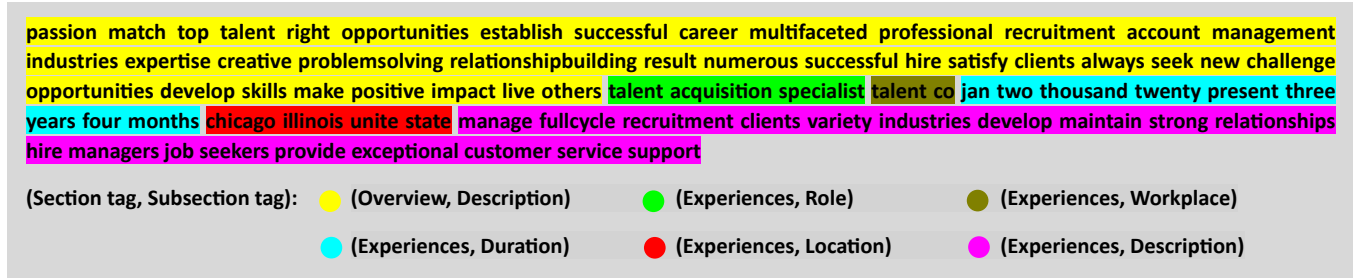 passion match top talent right opportunities establish successful career multifaceted professional recruitment account management
industries expertise creative problemsolving relationshipbuilding result numerous successful hire satisfy clients always seek new challenge
opportunities develop skills make positive impact live others talent acquisition specialist talent co jan two thousand twenty present three
years four months chicago illinois unite state manage fullcycle recruitment clients variety industries develop maintain strong relationships
hire managers job seekers provide exceptional customer service support
(Section tag, Subsection tag): (Overview, Description) (Experiences, Role) (Experiences, Workplace)
(Experiences, Duration) (Experiences, Location) (Experiences, Description)